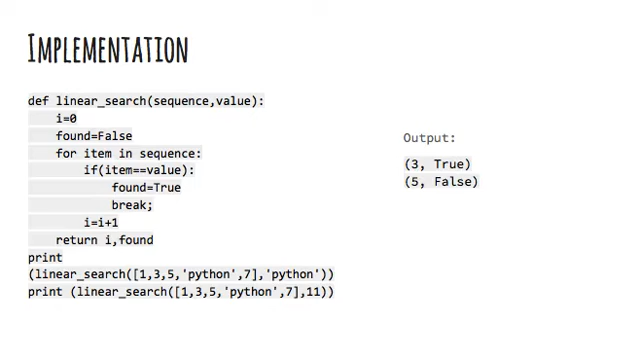 IMPLEMENTATION
def linear_search(sequence,value):
    i=0
    found=False
    for item in sequence:
        if(item==value):
            found=True
            break;
        i=i+1
    return i,found
print
(linear_search([1,3,5,'python',7],'python'))
print (linear_search([1,3,5,'python',7],11))
Output:
(3, True)
(5, False)